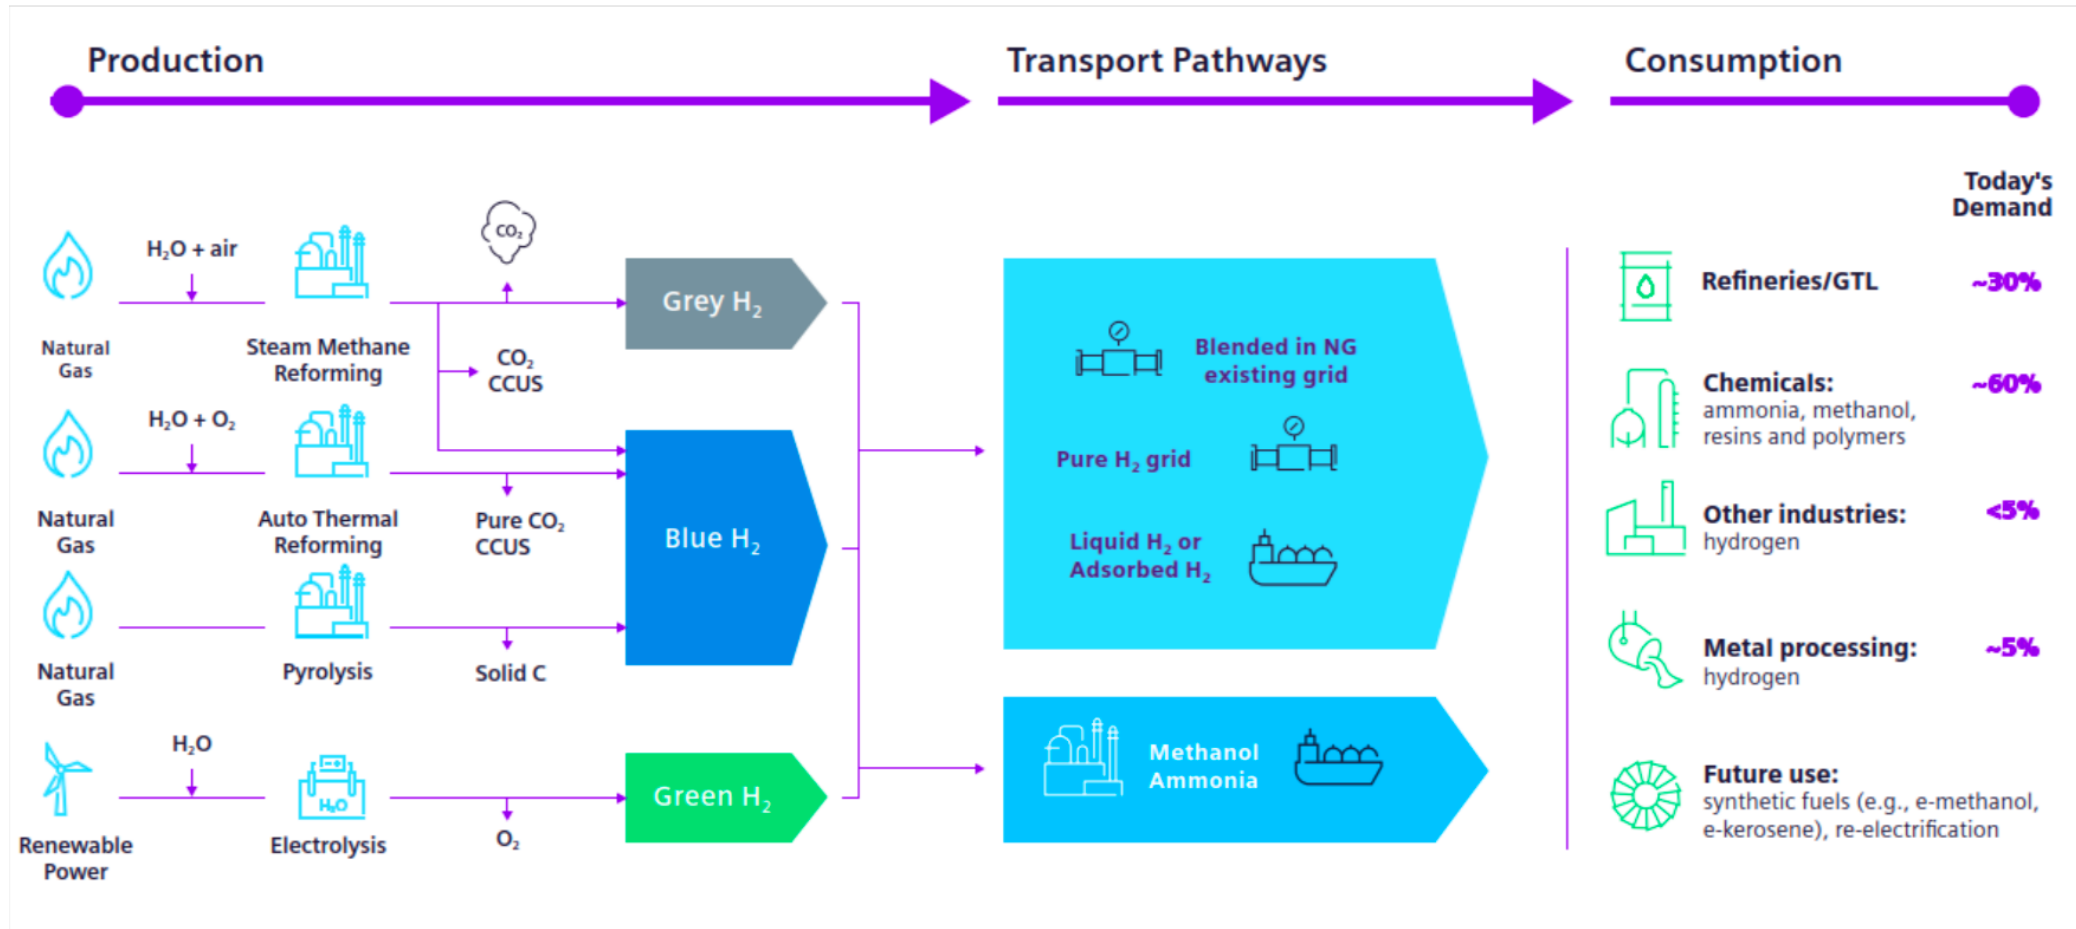 Production
Transport Pathways
Consumption
Today's
Demand
CO₂
H₂O + air
Natural
Gas
Steam Methane
Reforming
CO₂
CCUS
Grey H₂
H₂O + O₂
Natural
Gas
Auto Thermal
Reforming
Pure CO₂
CCUS
Blue H₂
Natural
Gas
Pyrolysis
Solid C
H₂O
Renewable
Power
H₂O
Electrolysis
O₂
Green H₂
Blended in NG
existing grid
Pure H₂ grid
Liquid H₂ or
Adsorbed H₂
Methanol
Ammonia
Refineries/GTL
~30%
Chemicals:
~60%
ammonia, methanol,
resins and polymers
Other industries:
<5%
hydrogen
Metal processing:
~5%
hydrogen
Future use:
synthetic fuels (e.g., e-methanol,
e-kerosene), re-electrification